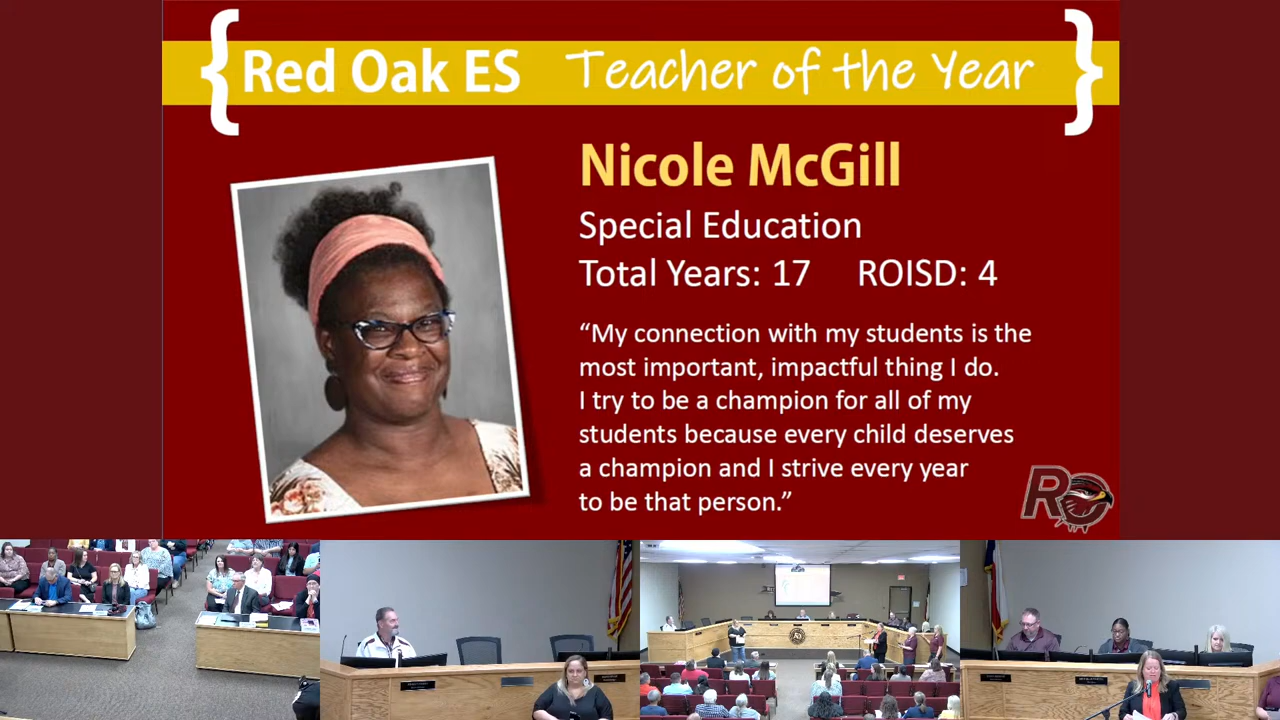 { Red Oak ES Teacher of the Year }
Nicole McGill
Special Education
Total Years: 17 ROISD: 4
“My connection with my students is the
most important, impactful thing I do.
I try to be a champion for all of my
students because every child deserves
a champion and I strive every year
to be that person.”
RO